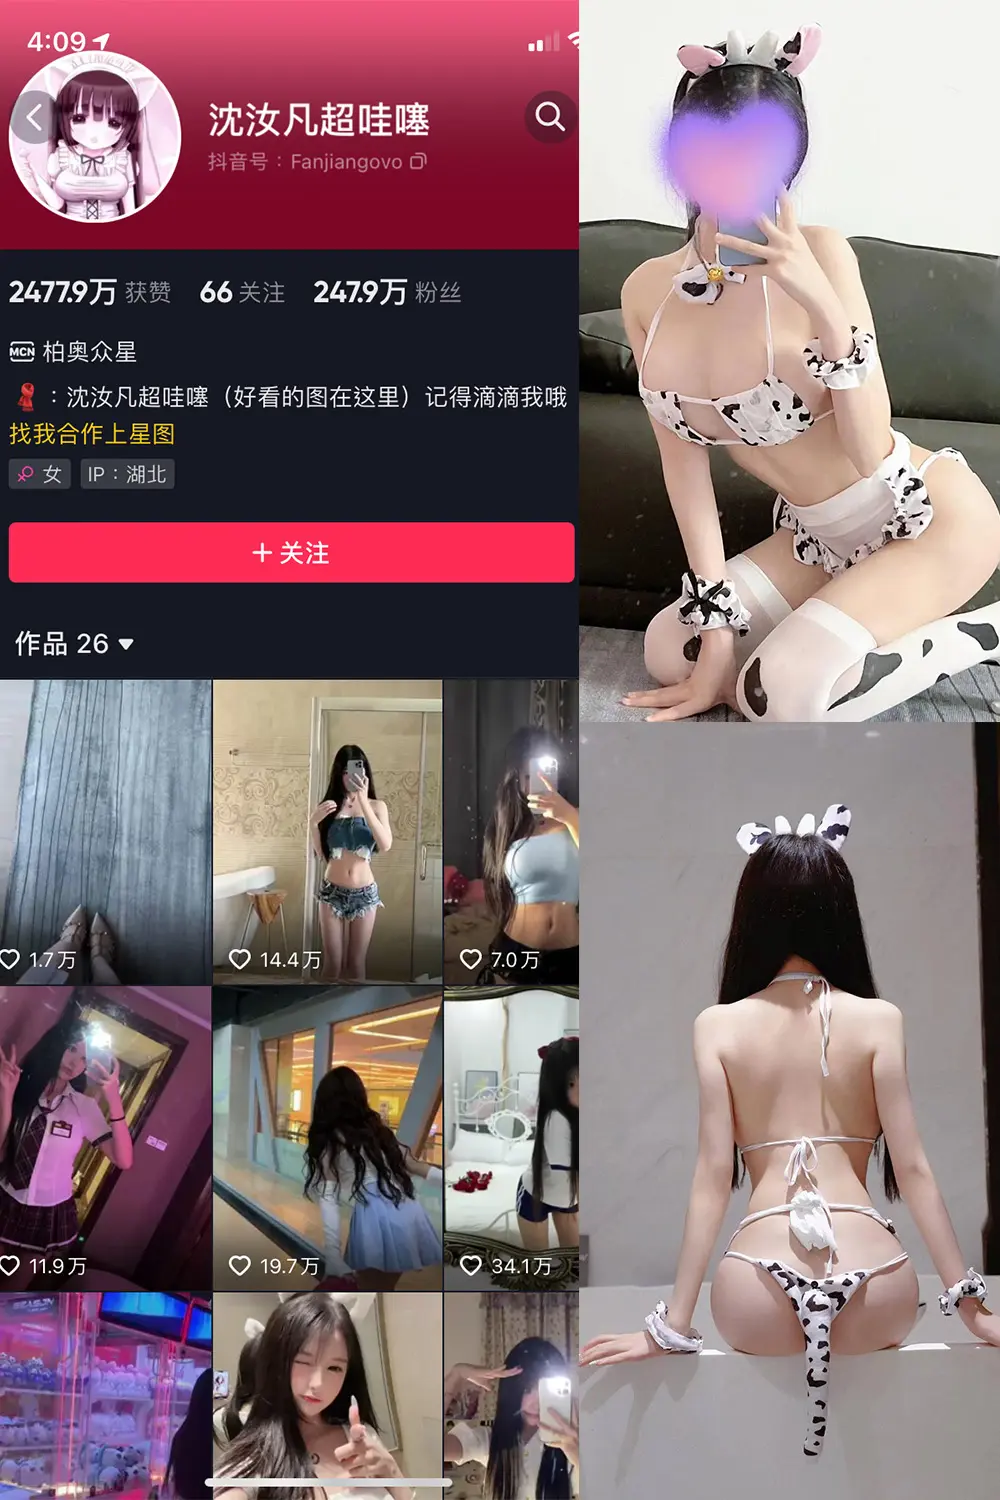 4:09
沈汝凡超哇噻
抖音号：Fanjiangovo
2477.9万 获赞 66 关注 247.9万 粉丝
MCN 柏奥众星
：沈汝凡超哇噻（好看的图在这里）记得滴滴我哦
找我合作上星图
女 IP：湖北
+ 关注
作品 26
1.7万 14.4万 7.0万
11.9万 19.7万 34.1万